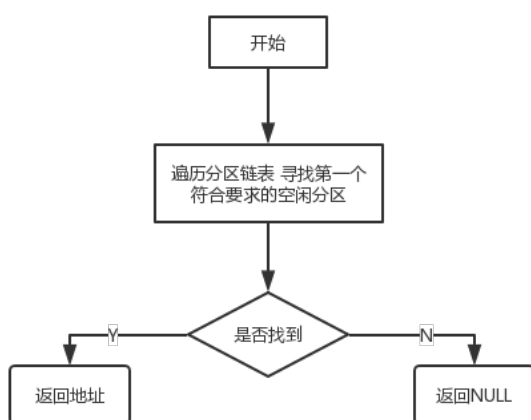 开始
遍历分区链表 寻找第一个
符合要求的空闲分区
是否找到
Y
N
返回地址
返回NULL